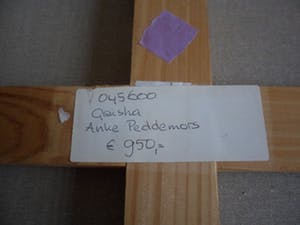 045600
Geisha
Anke Peddemors
€ 950,=